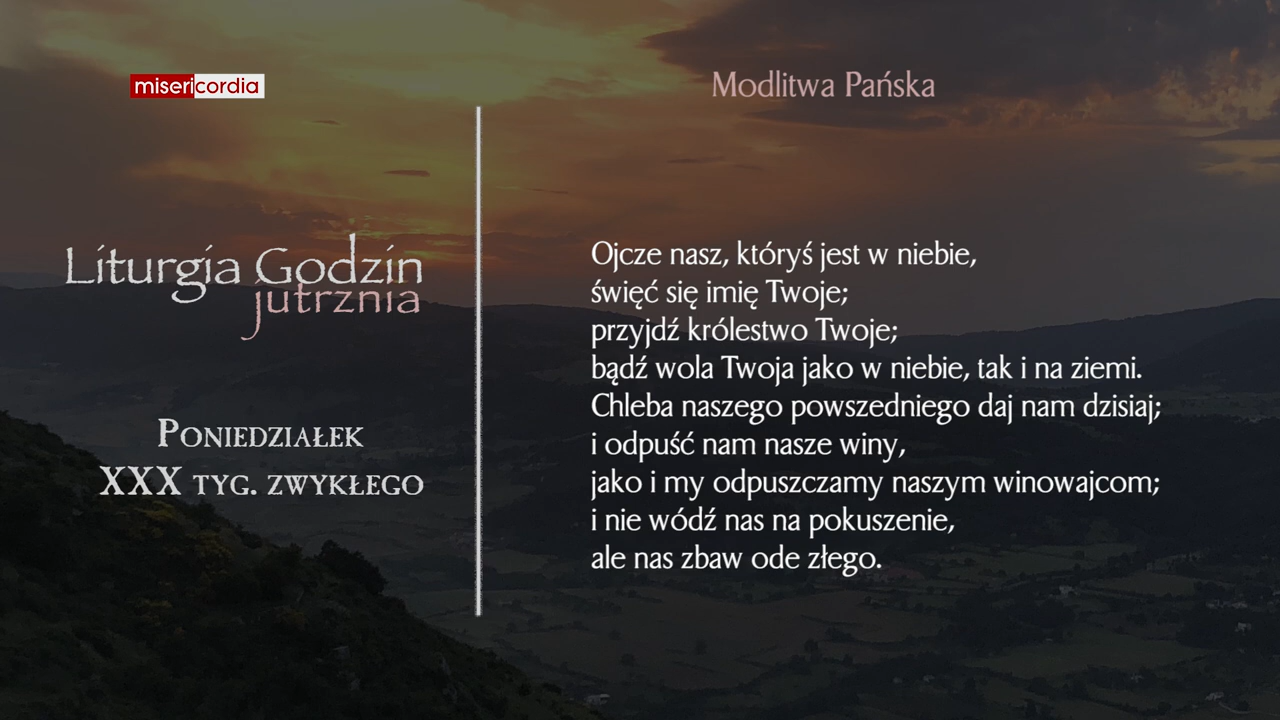 misericordia
Liturgia Godzin
jutrznia
Poniedziałek
XXX tyg. zwykłego
Modlitwa Pańska
Ojcze nasz, któryś jest w niebie,
święć się imię Twoje;
przyjdź królestwo Twoje;
bądź wola Twoja jako w niebie, tak i na ziemi.
Chleba naszego powszedniego daj nam dzisiaj;
i odpuść nam nasze winy,
jako i my odpuszczamy naszym winowajcom;
i nie wódź nas na pokuszenie,
ale nas zbaw ode złego.